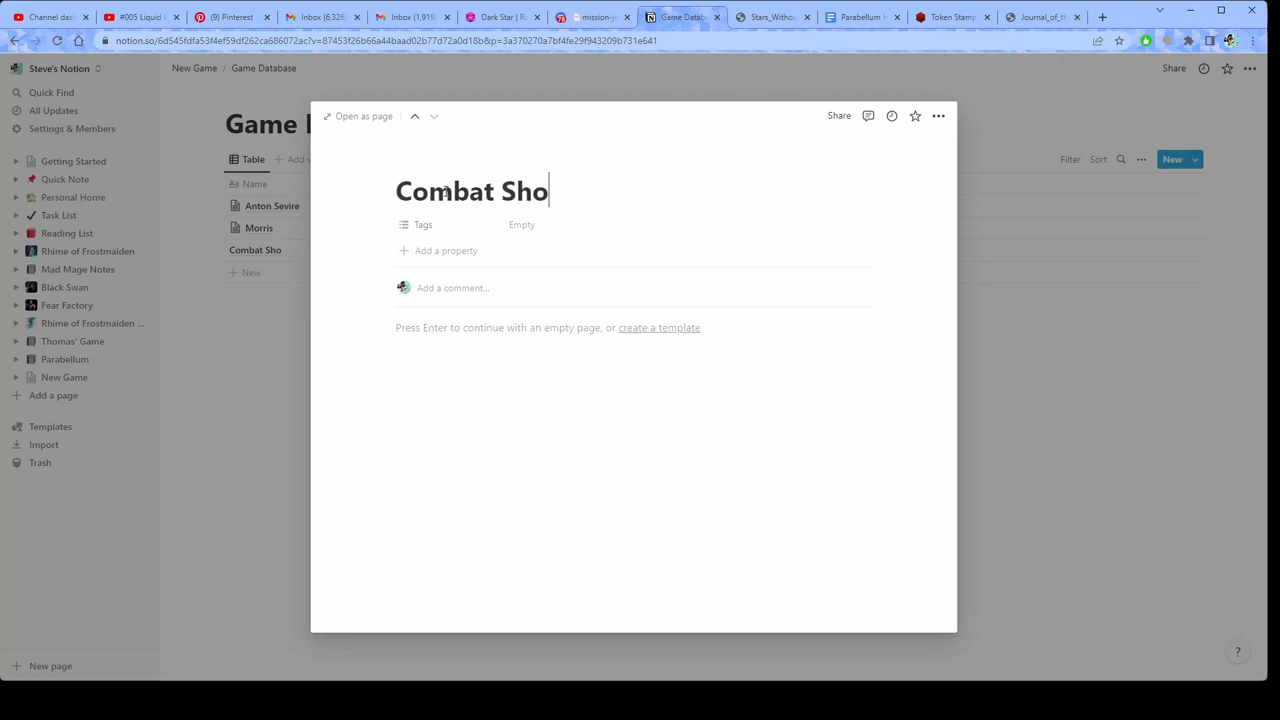 Channel dash
#005 Liquid L
(9) Pinterest
Inbox (6,326)
Inbox (1,919)
Dark Star | Ro
mission-jo
Game Datab
Stars_Withou
Parabellum H
Token Stamp
Journal_of_th
notion.so/6d545fdfa53f4ef59df262ca686072ac?v=87453f26b66a44baad02b77d72a0d18b&p=3a370270a7bf4fe29f943209b731e641
Steve's Notion
New Game / Game Database
Share
Quick Find
All Updates
Settings & Members
Getting Started
Quick Note
Personal Home
Task List
Reading List
Rhime of Frostmaiden
Mad Mage Notes
Black Swan
Fear Factory
Rhime of Frostmaiden ...
Thomas' Game
Parabellum
New Game
Add a page
Templates
Import
Trash
New page
Game
Table
Add v
Filter
Sort
New
Name
Anton Sevire
Morris
Combat Sho
New
Open as page
Share
Combat Sho
Tags Empty
Add a property
Add a comment...
Press Enter to continue with an empty page, or create a template
?